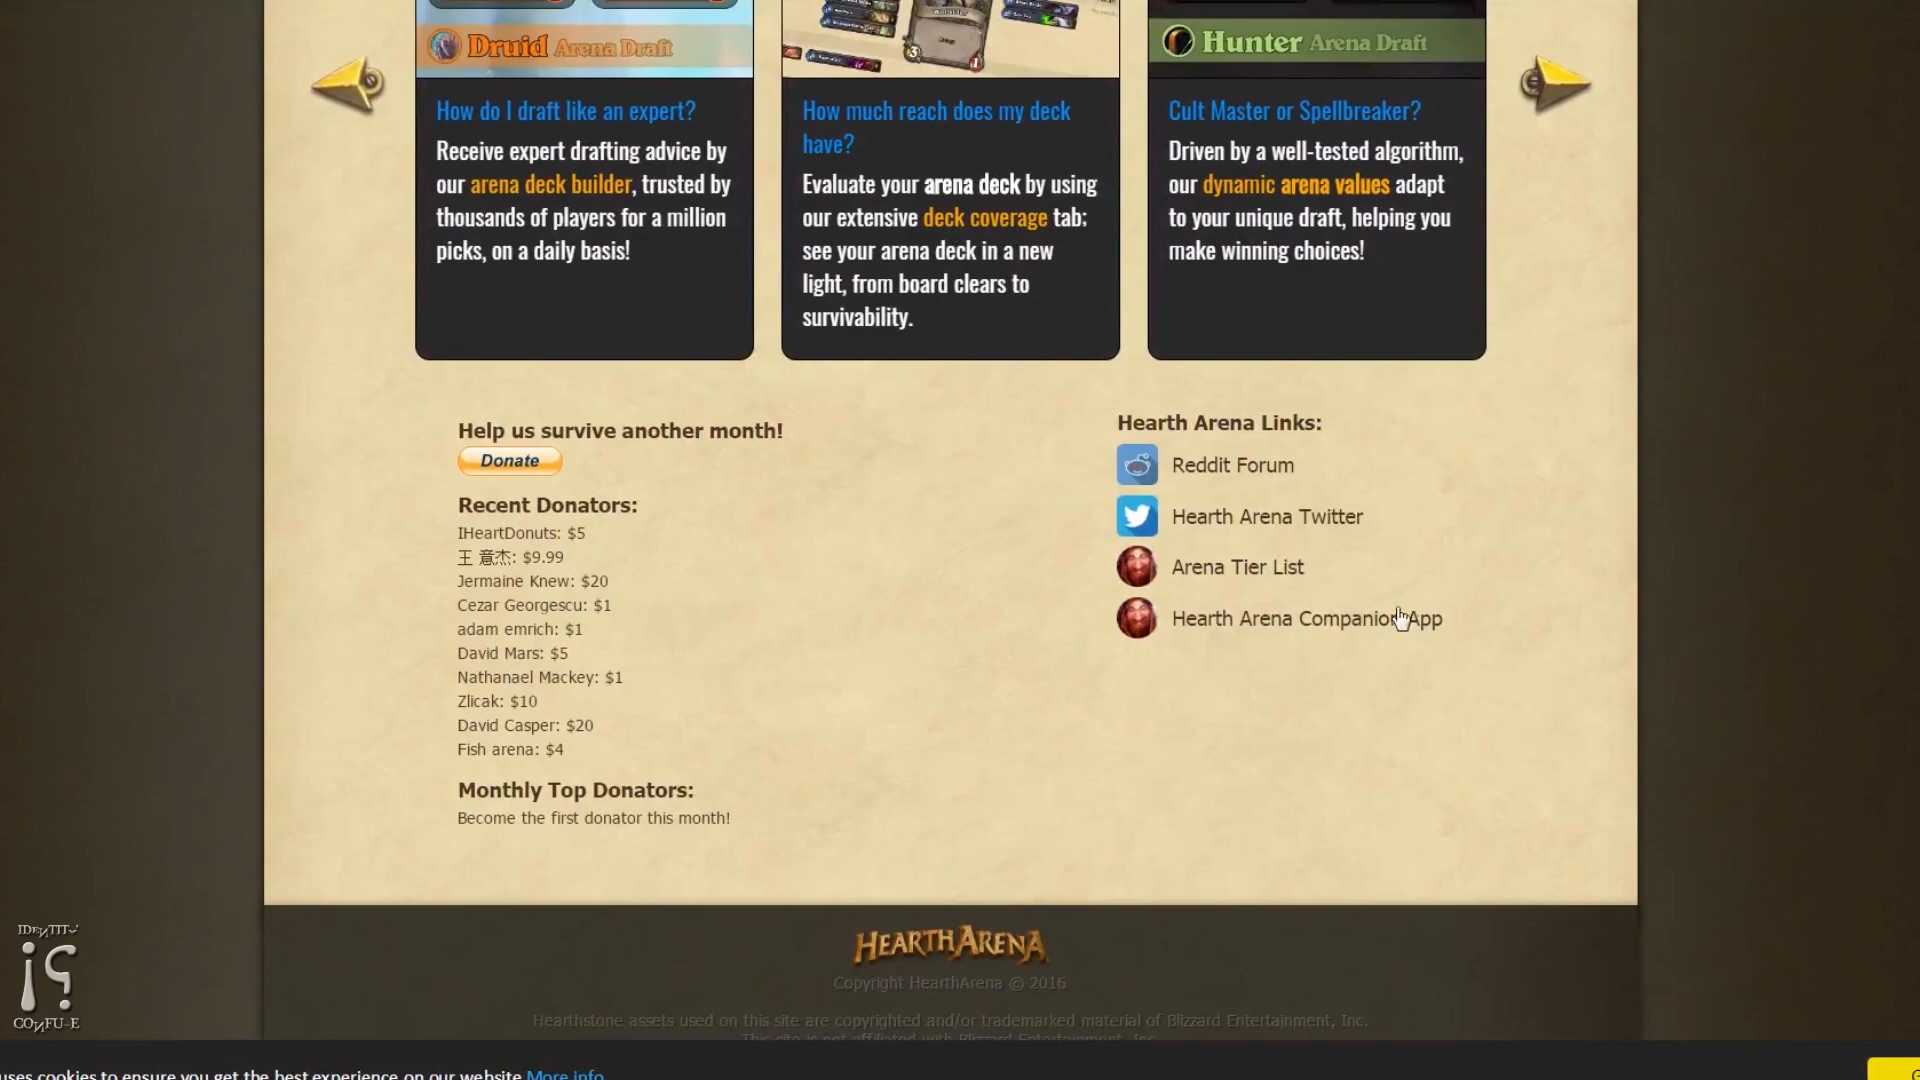 Druid Arena Draft
Hunter Arena Draft
How do I draft like an expert?
Receive expert drafting advice by
our arena deck builder, trusted by
thousands of players for a million
picks, on a daily basis!
How much reach does my deck
have?
Evaluate your arena deck by using
our extensive deck coverage tab;
see your arena deck in a new
light, from board clears to
survivability.
Cult Master or Spellbreaker?
Driven by a well-tested algorithm,
our dynamic arena values adapt
to your unique draft, helping you
make winning choices!
Help us survive another month!
Donate
Recent Donators:
IHeartDonuts: $5
王 意杰: $9.99
Jermaine Knew: $20
Cezar Georgescu: $1
adam emrich: $1
David Mars: $5
Nathanael Mackey: $1
Zlicak: $10
David Casper: $20
Fish arena: $4
Monthly Top Donators:
Become the first donator this month!
Hearth Arena Links:
Reddit Forum
Hearth Arena Twitter
Arena Tier List
Hearth Arena Companion App
HEARTHARENA
Copyright HearthArena © 2016
Hearthstone assets used on this site are copyrighted and/or trademarked material of Blizzard Entertainment, Inc.
This site is not affiliated with Blizzard Entertainment, Inc.
uses cookies to ensure you get the best experience on our website More info